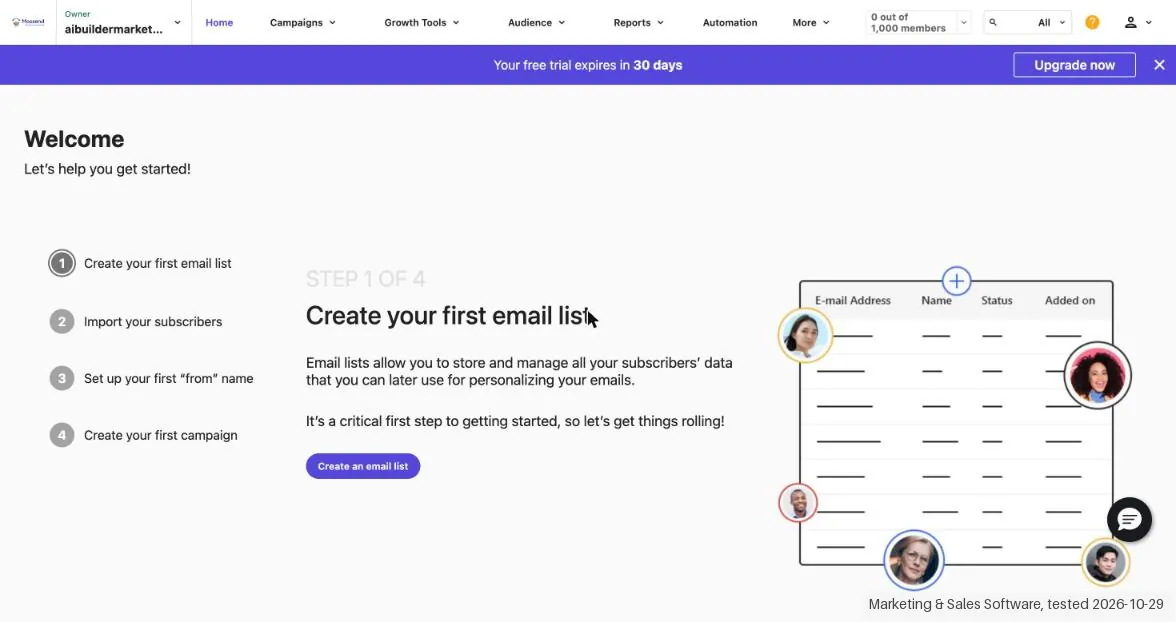 Moosend
Owner
aibuildermarket...
Home
Campaigns
Growth Tools
Audience
Reports
Automation
More
0 out of
1,000 members
All
?
Your free trial expires in 30 days
Upgrade now
Welcome
Let's help you get started!
1 Create your first email list
2 Import your subscribers
3 Set up your first “from” name
4 Create your first campaign
STEP 1 OF 4
Create your first email list
Email lists allow you to store and manage all your subscribers’ data
that you can later use for personalizing your emails.
It’s a critical first step to getting started, so let’s get things rolling!
Create an email list
E-mail Address Name Status Added on
Marketing & Sales Software, tested 2026-10-29